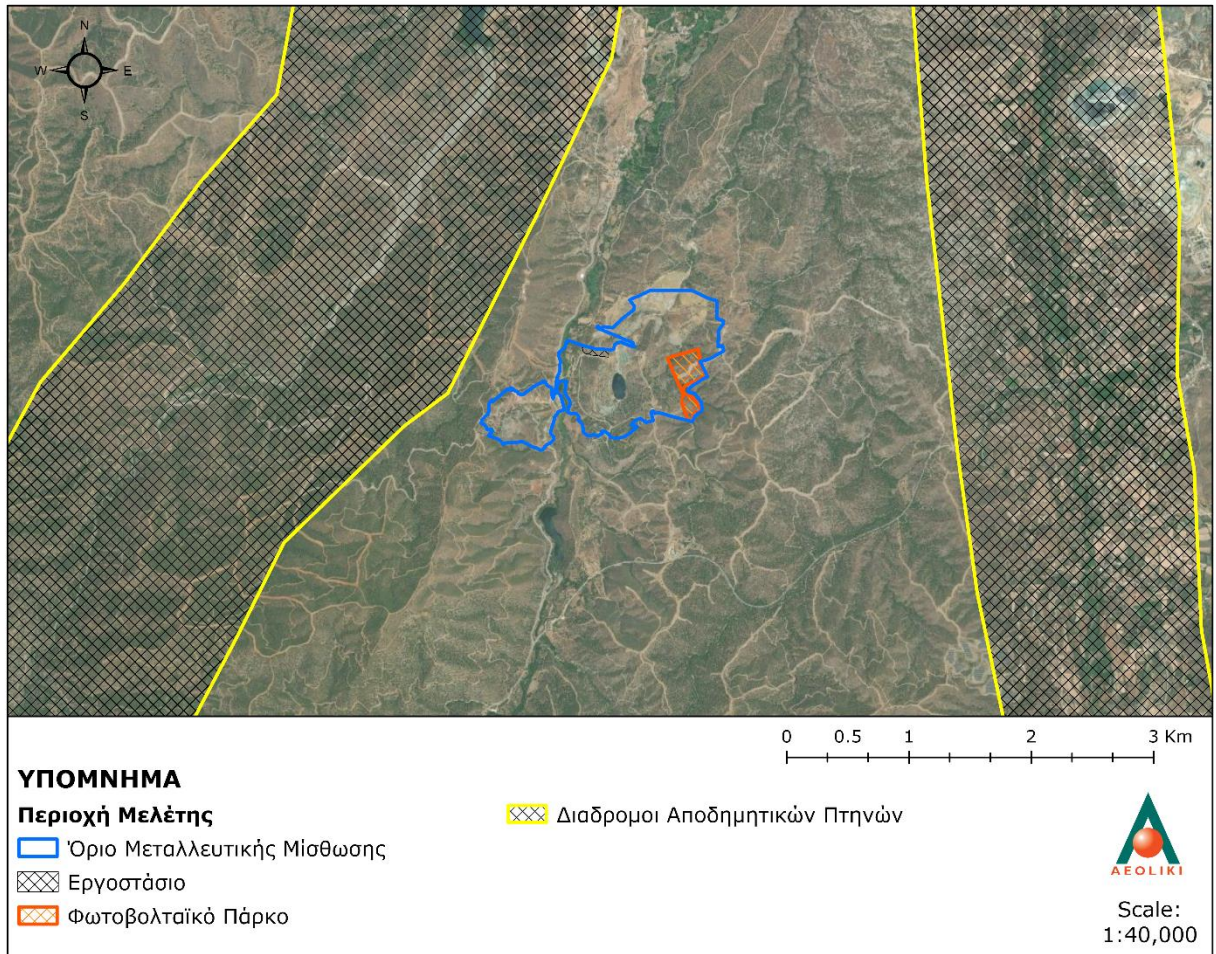 N
W E
S
0 0.5 1 2 3 Km
ΥΠΟΜΝΗΜΑ
Περιοχή Μελέτης
Όριο Μεταλλευτικής Μίσθωσης
Εργοστάσιο
Φωτοβολταϊκό Πάρκο
Διαδρομοι Αποδημητικών Πτηνών
AEOLIKI
Scale:
1:40,000